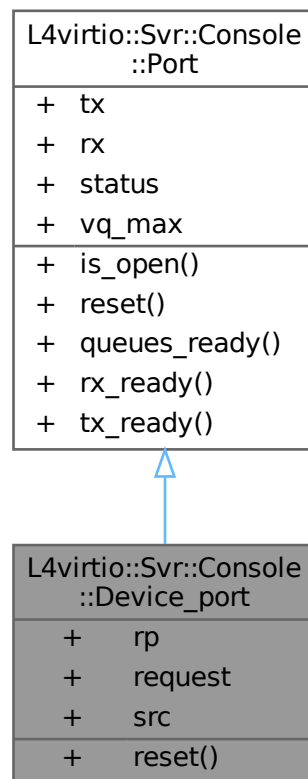 L4virtio::Svr::Console
::Port
+ tx
+ rx
+ status
+ vq_max
+ is_open()
+ reset()
+ queues_ready()
+ rx_ready()
+ tx_ready()
L4virtio::Svr::Console
::Device_port
+ rp
+ request
+ src
+ reset()